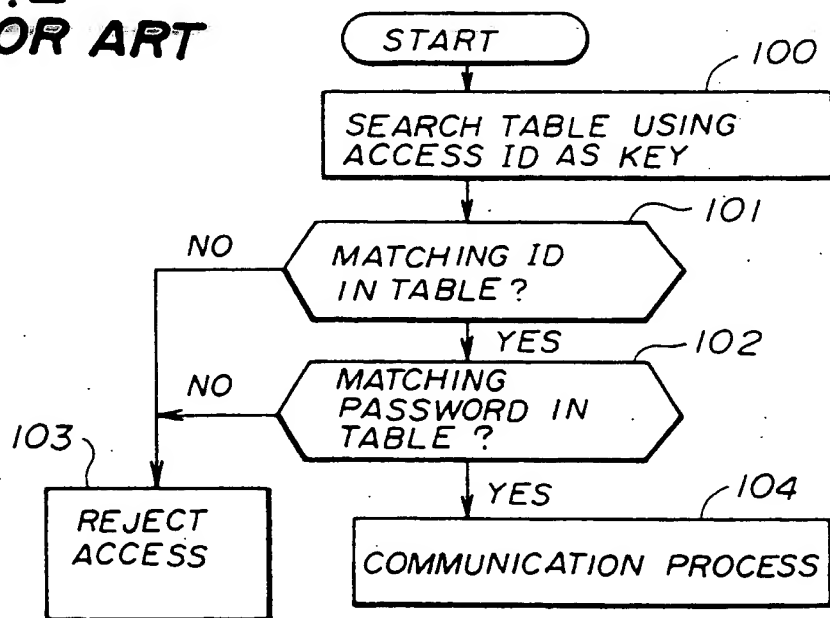 OR ART
START
100
SEARCH TABLE USING
ACCESS ID AS KEY
101
NO
MATCHING ID
IN TABLE ?
YES
102
NO
MATCHING
PASSWORD IN
TABLE ?
103
YES
104
REJECT
ACCESS
COMMUNICATION PROCESS